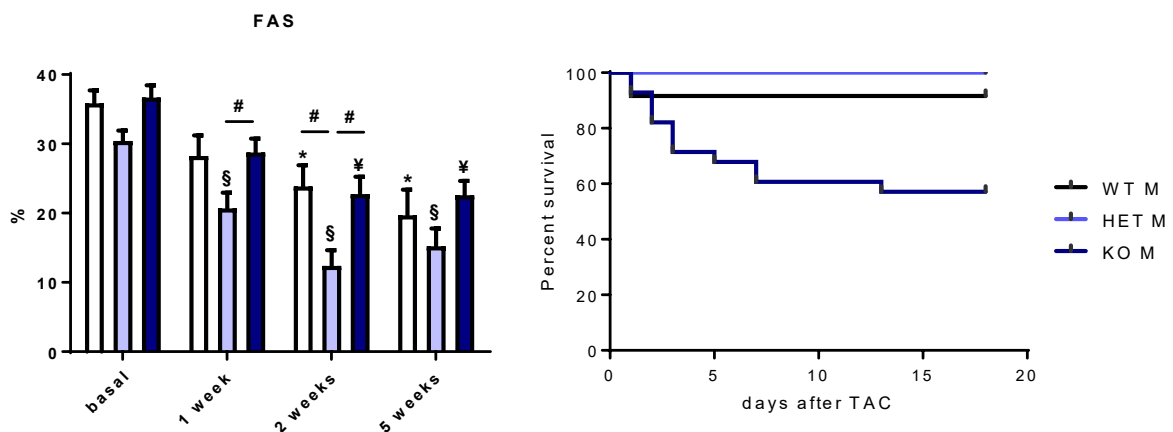 FAS
%
40
30
20
10
0
#
#
#
§
*
§
¥
*
§
¥
basal
1 week
2 weeks
5 weeks
Percent survival
100
80
60
40
20
0
0
5
10
15
20
days after TAC
WT M
HET M
KO M